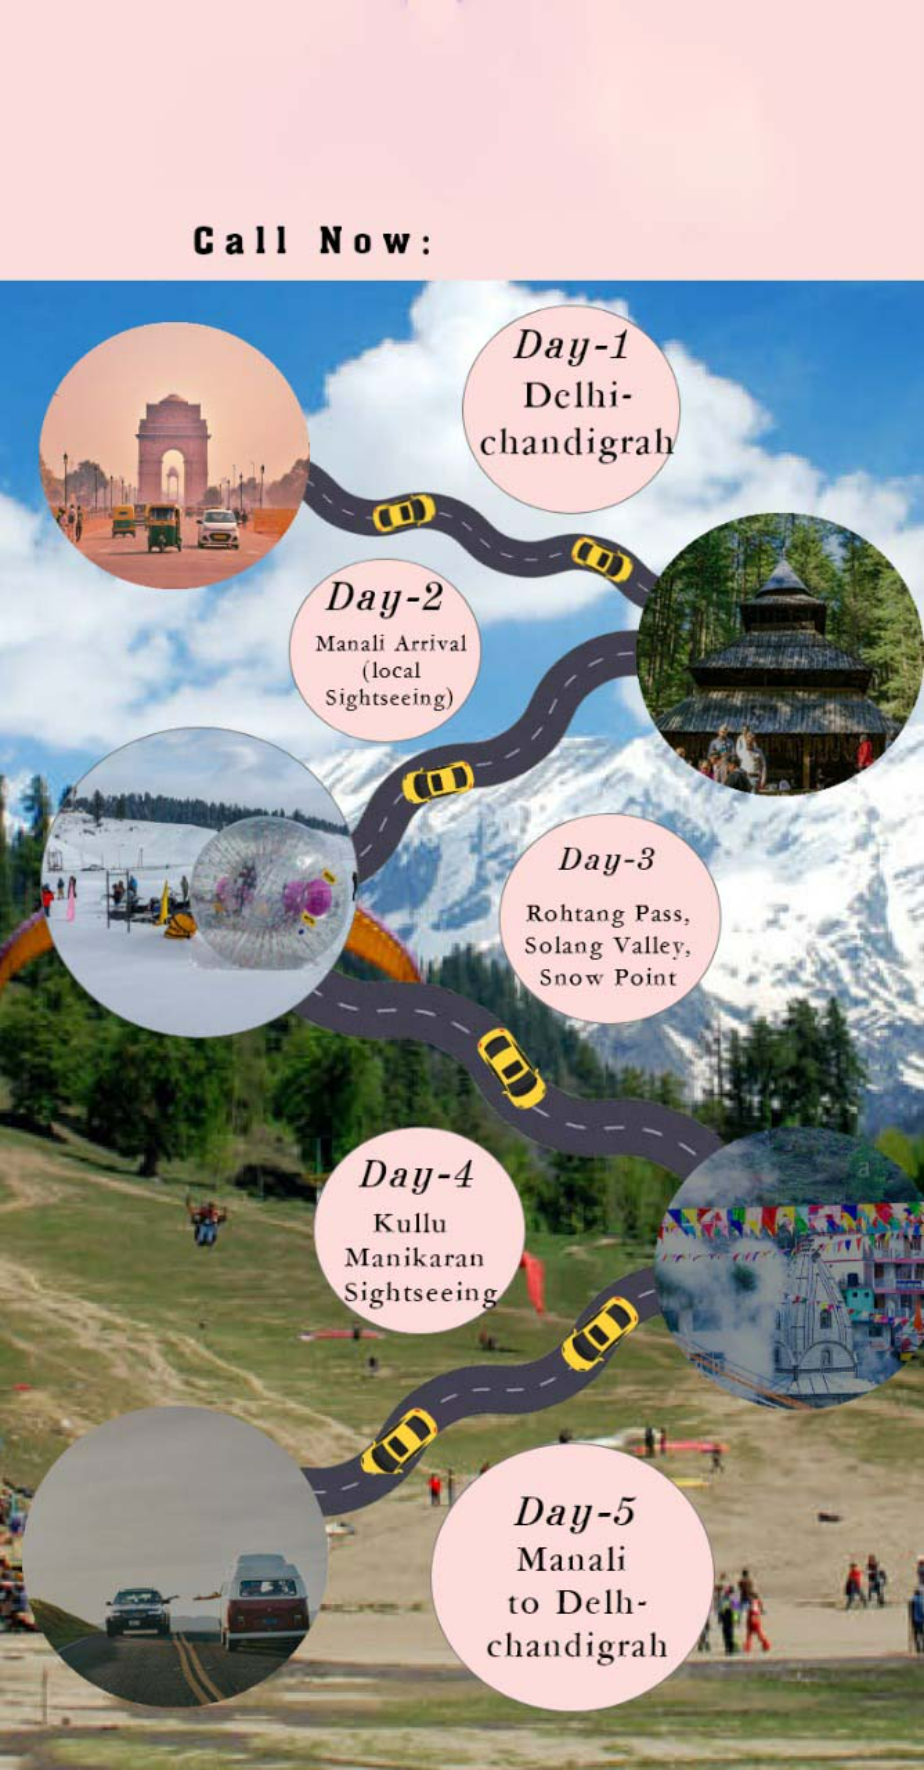 Call Now:
Day-1
Delhi-
chandigrah
Day-2
Manali Arrival
(local
Sightseeing)
Day-3
Rohtang Pass,
Solang Valley,
Snow Point
Day-4
Kullu
Manikaran
Sightseeing
Day-5
Manali
to Delh-
chandigrah